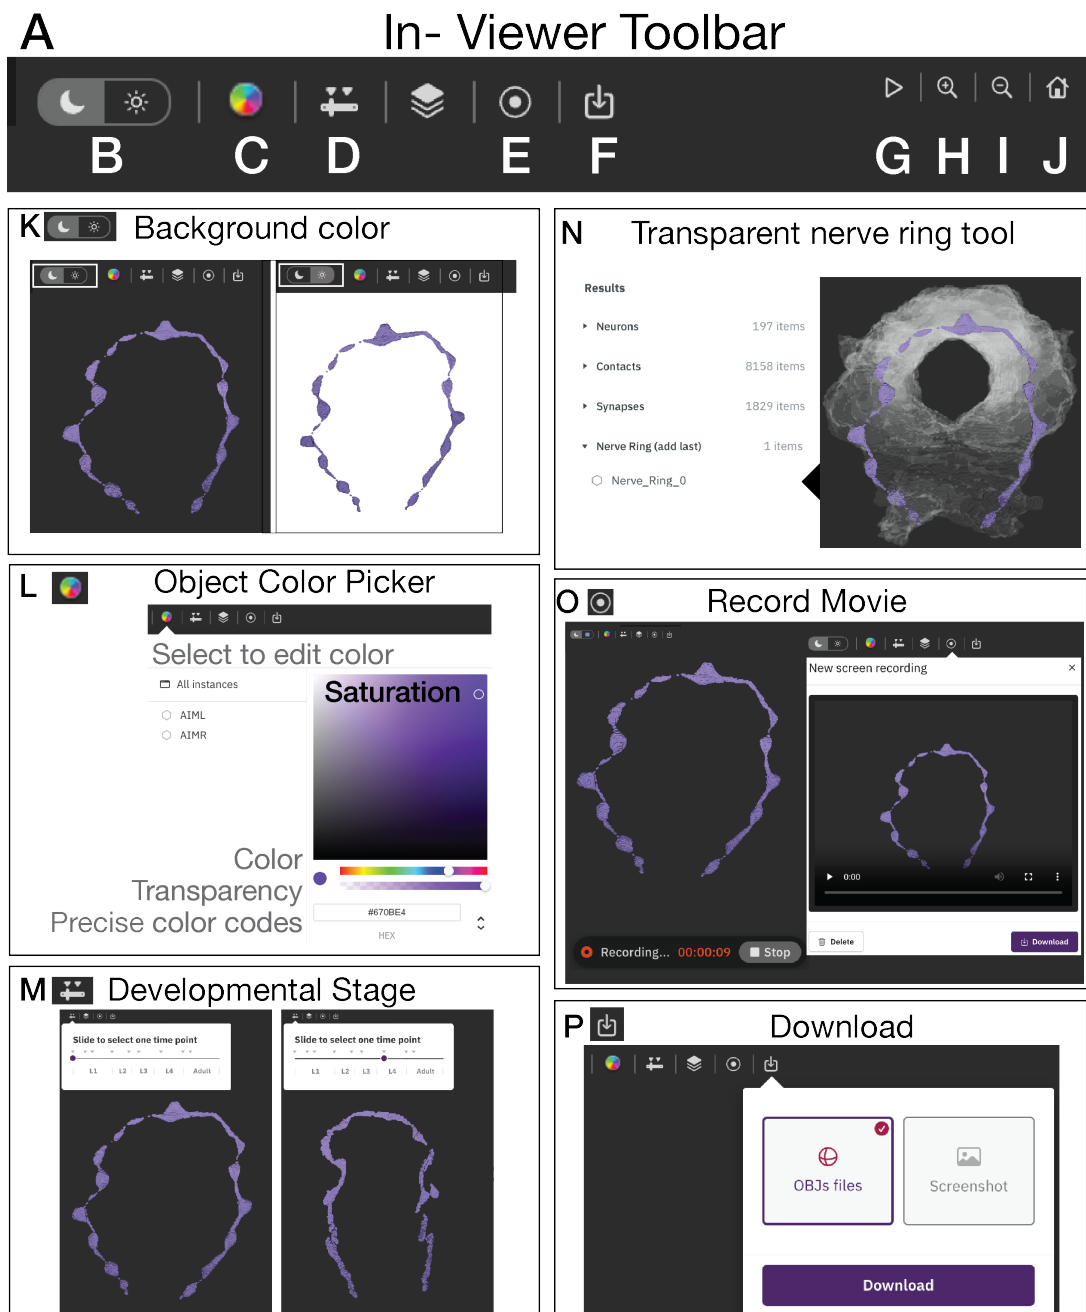 A In- Viewer Toolbar
B C D E F G H I J
K Background color
L Object Color Picker
Select to edit color
All instances
AIML
AIMR
Saturation
Color
Transparency
Precise color codes
#670BE4
HEX
M Developmental Stage
Slide to select one time point
L1 L2 L3 L4 Adult
Slide to select one time point
L1 L2 L3 L4 Adult
N Transparent nerve ring tool
Results
Neurons 197 items
Contacts 8158 items
Synapses 1829 items
Nerve Ring (add last) 1 items
Nerve_Ring_0
O Record Movie
New screen recording ×
0:00
Recording... 00:00:09 Stop
Delete Download
P Download
OBJs files Screenshot
Download